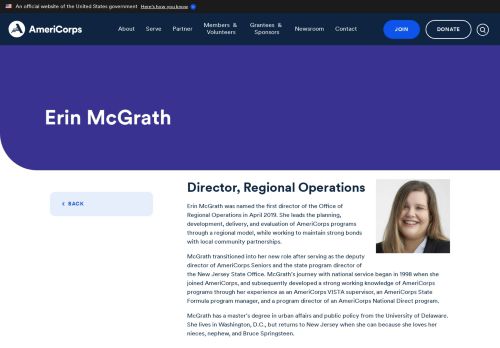 An official website of the United States government Here's how you know
AmeriCorps
About Serve Partner Members & Volunteers Grantees & Sponsors Newsroom Contact JOIN DONATE
Erin McGrath
BACK
Director, Regional Operations
Erin McGrath was named the first director of the Office of
Regional Operations in April 2019. She leads the planning,
development, delivery, and evaluation of AmeriCorps programs
through a regional model, while working to maintain strong bonds
with local community partnerships.
McGrath transitioned into her new role after serving as the deputy
director of AmeriCorps Seniors and the state program director of
the New Jersey State Office. McGrath's journey with national service began in 1998 when she
joined AmeriCorps, and subsequently developed a strong working knowledge of AmeriCorps
programs through her experience as an AmeriCorps VISTA supervisor, an AmeriCorps State
Formula program manager, and a program director of an AmeriCorps National Direct program.
McGrath has a master's degree in urban affairs and public policy from the University of Delaware.
She lives in Washington, D.C., but returns to New Jersey when she can because she loves her
nieces, nephew, and Bruce Springsteen.